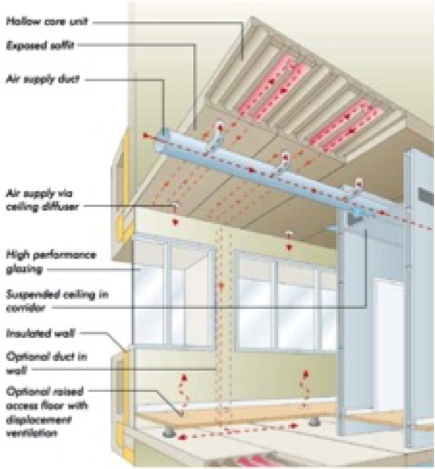 Hollow core unit
Exposed soffit
Air supply duct
Air supply via
ceiling diffuser
High performance
glazing
Suspended ceiling in
corridor
Insulated wall
Optional duct in
wall
Optional raised
access floor with
displacement
ventilation